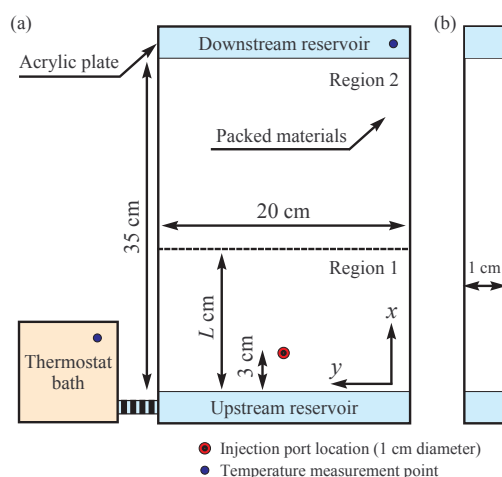 (a)
(b)
Downstream reservoir
Acrylic plate
Region 2
Packed materials
35 cm
20 cm
Region 1
1 cm
L cm
x
3 cm
Thermostat
bath
y
Upstream reservoir
Injection port location (1 cm diameter)
Temperature measurement point